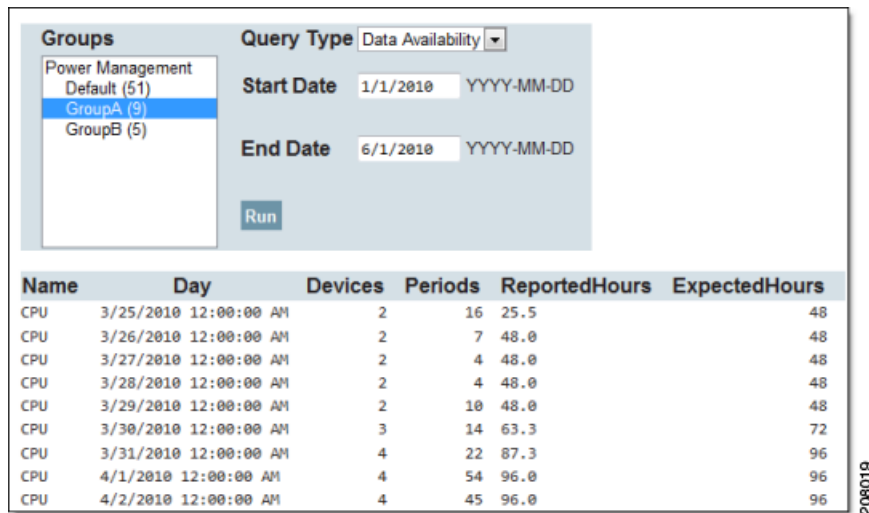 Groups
Query Type Data Availability
Power Management
Default (51)
GroupA (9)
GroupB (5)
Start Date 1/1/2010 YYYY-MM-DD
End Date 6/1/2010 YYYY-MM-DD
Run
Name Day Devices Periods ReportedHours ExpectedHours
CPU 3/25/2010 12:00:00 AM 2 16 25.5 48
CPU 3/26/2010 12:00:00 AM 2 7 48.0 48
CPU 3/27/2010 12:00:00 AM 2 4 48.0 48
CPU 3/28/2010 12:00:00 AM 2 4 48.0 48
CPU 3/29/2010 12:00:00 AM 2 10 48.0 48
CPU 3/30/2010 12:00:00 AM 3 14 63.3 72
CPU 3/31/2010 12:00:00 AM 4 22 87.3 96
CPU 4/1/2010 12:00:00 AM 4 54 96.0 96
CPU 4/2/2010 12:00:00 AM 4 45 96.0 96
208019